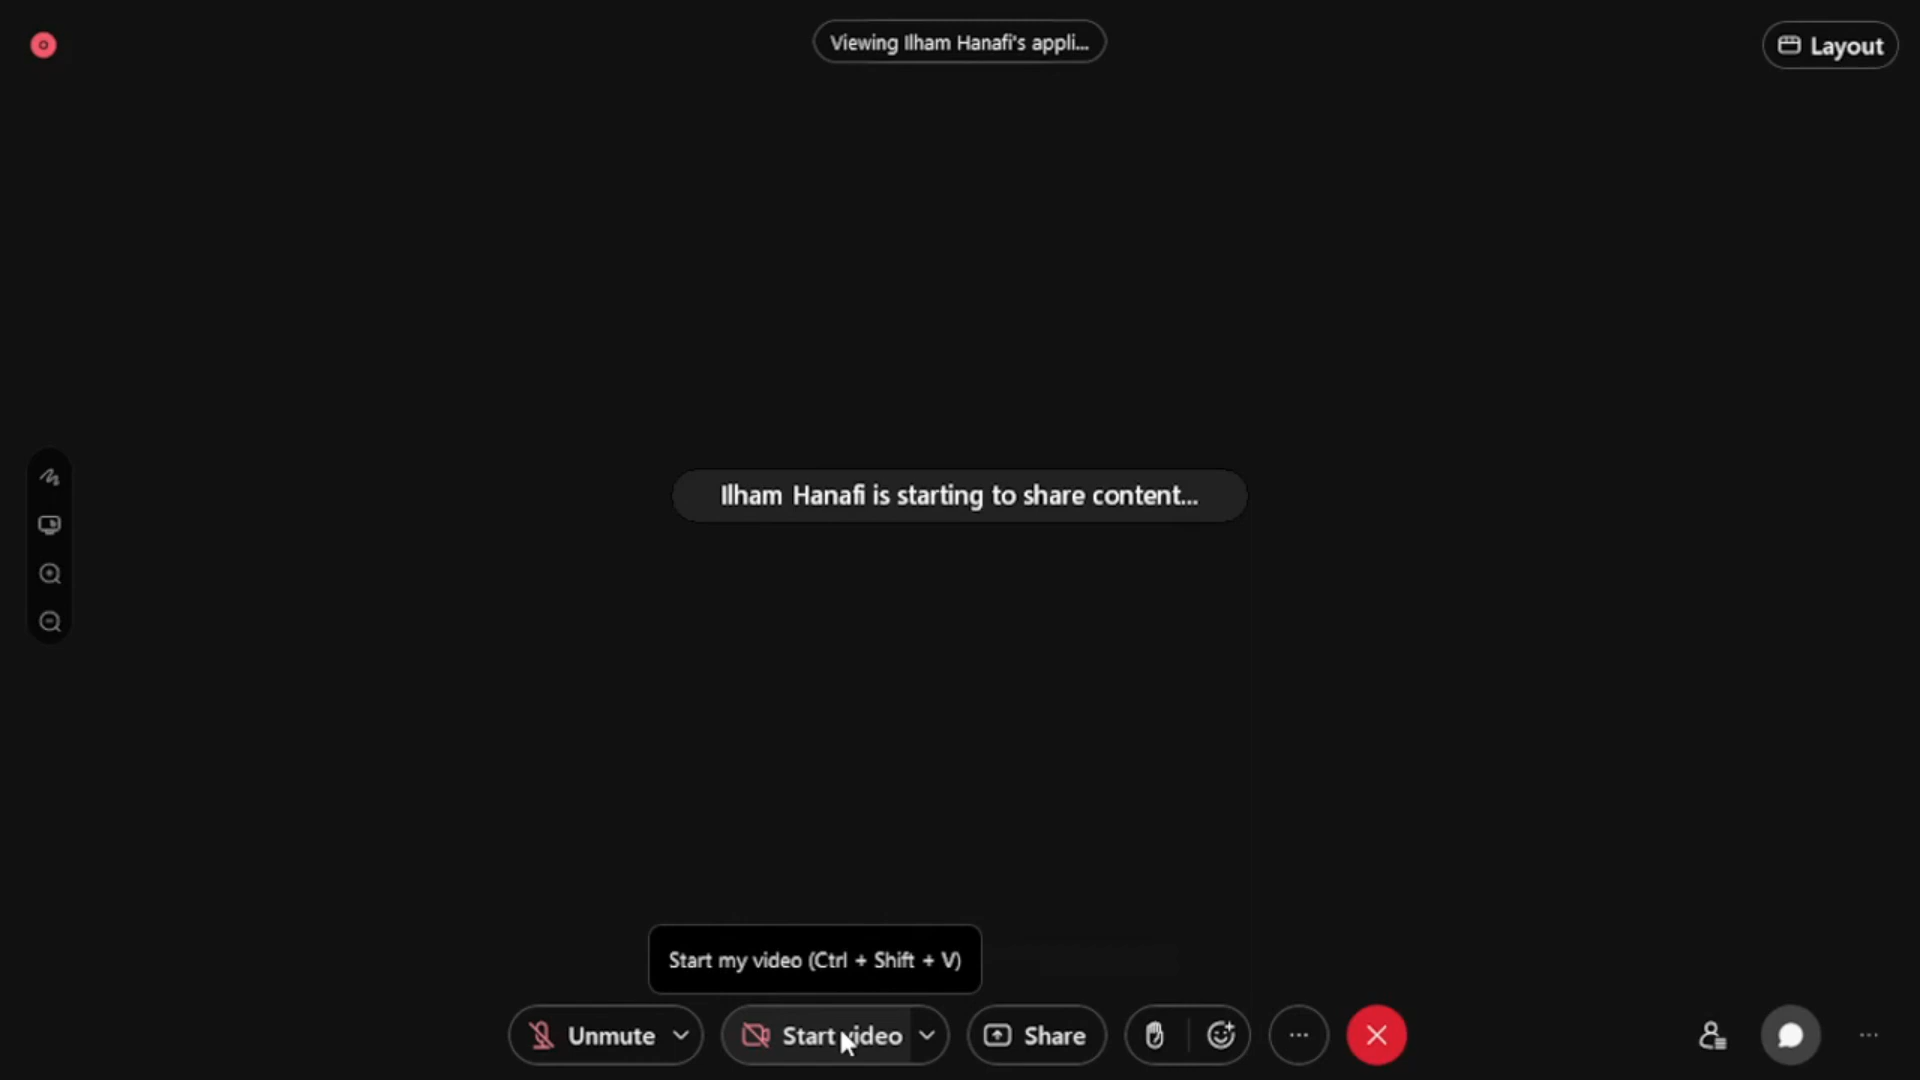 Viewing Ilham Hanafi's appli...
Layout
Ilham Hanafi is starting to share content...
Start my video (Ctrl + Shift + V)
Unmute
Start video
Share